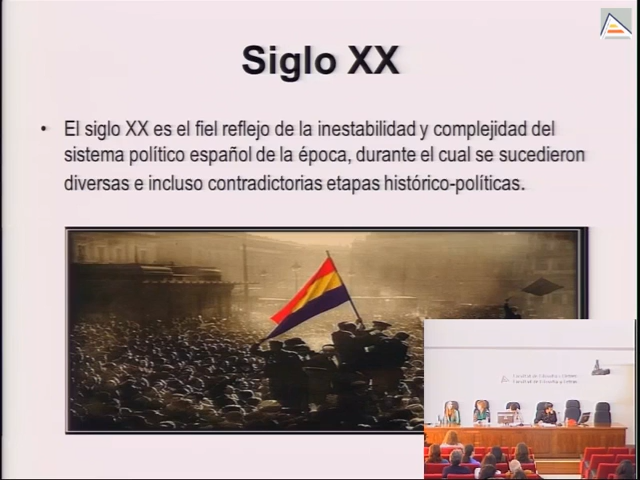 Siglo XX
• El siglo XX es el fiel reflejo de la inestabilidad y complejidad del
sistema político español de la época, durante el cual se sucedieron
diversas e incluso contradictorias etapas histórico-políticas.